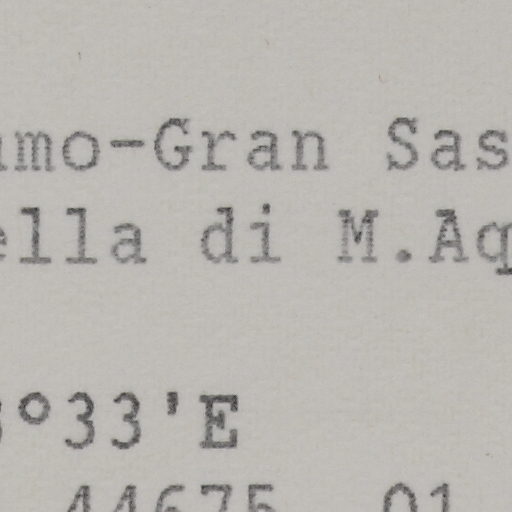 amo-Gran Sas
ella di M.Aq
3°33'E
44675 01